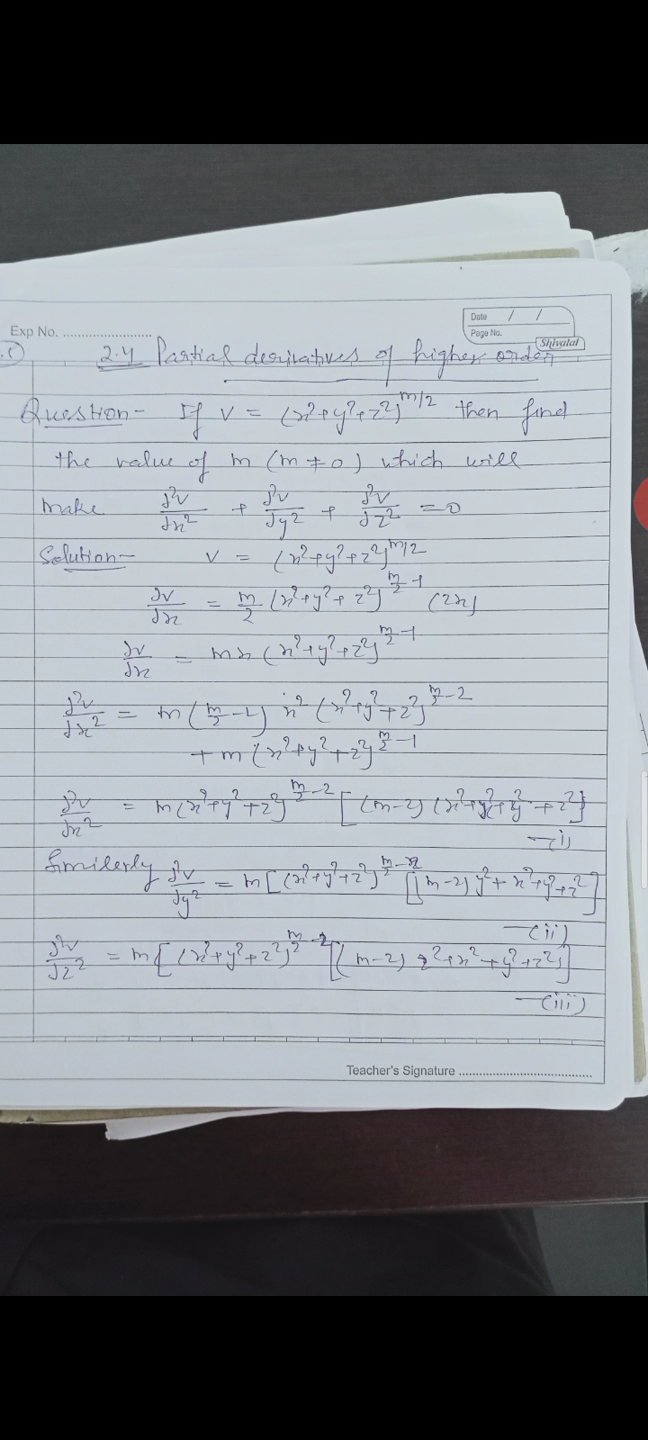 Date / /
Page No.
Shivalal
Exp No. ..........................
2.4 Partial derivatives of higher order
Question- If v = (x²+y²+z²)^m/2 then find
the value of m (m ≠ 0) which will
make ∂²v/∂x² + ∂²v/∂y² + ∂²v/∂z² = 0
Solution- v = (x²+y²+z²)^m/2
∂v/∂x = m/2 (x²+y²+z²)^m/2-1 (2x)
∂v/∂x = mx (x²+y²+z²)^m/2-1
∂²v/∂x² = m(m/2-1) x² (x²+y²+z²)^m/2-2
+ m(x²+y²+z²)^m/2-1
∂²v/∂x² = m(x²+y²+z²)^m/2-2 [(m-2) (x²+y²+z²]
-(i)
Similerly ∂²v/∂y² = m[(x²+y²+z²)^m/2-2 [(m-2) y²+x²+y²+z²]
-(ii)
∂²v/∂z² = m[(x²+y²+z²)^m/2-2 [(m-2) z²+x²+y²+z²]
-(iii)
Teacher's Signature ......................................